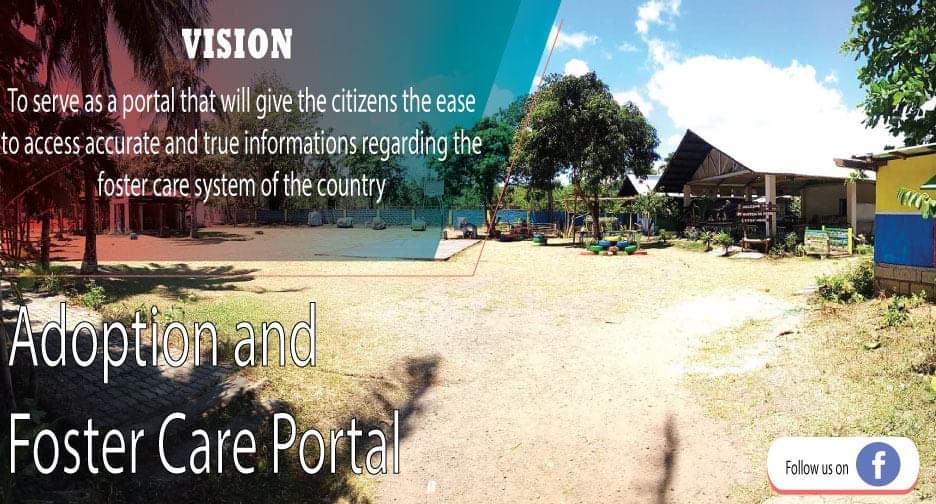 VISION
To serve as a portal that will give the citizens the ease
to access accurate and true informations regarding the
foster care system of the country
Adoption and
Foster Care Portal
Follow us on f